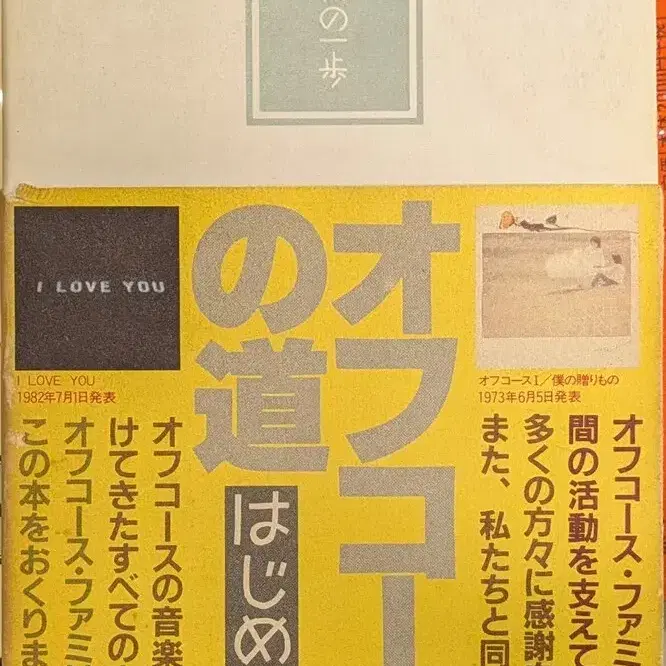 の一歩
I LOVE YOU
I LOVE YOU
1982年7月1日発表
オフコースI／僕の贈りもの
1973年6月5日発表
オフコー
の道
はじめ
オフコース・ファミ
間の活動を支えて
多くの方々に感謝
また、私たちと同
オフコースの音楽
けてきたすべての
オフコース・ファミ
この本をおくりま